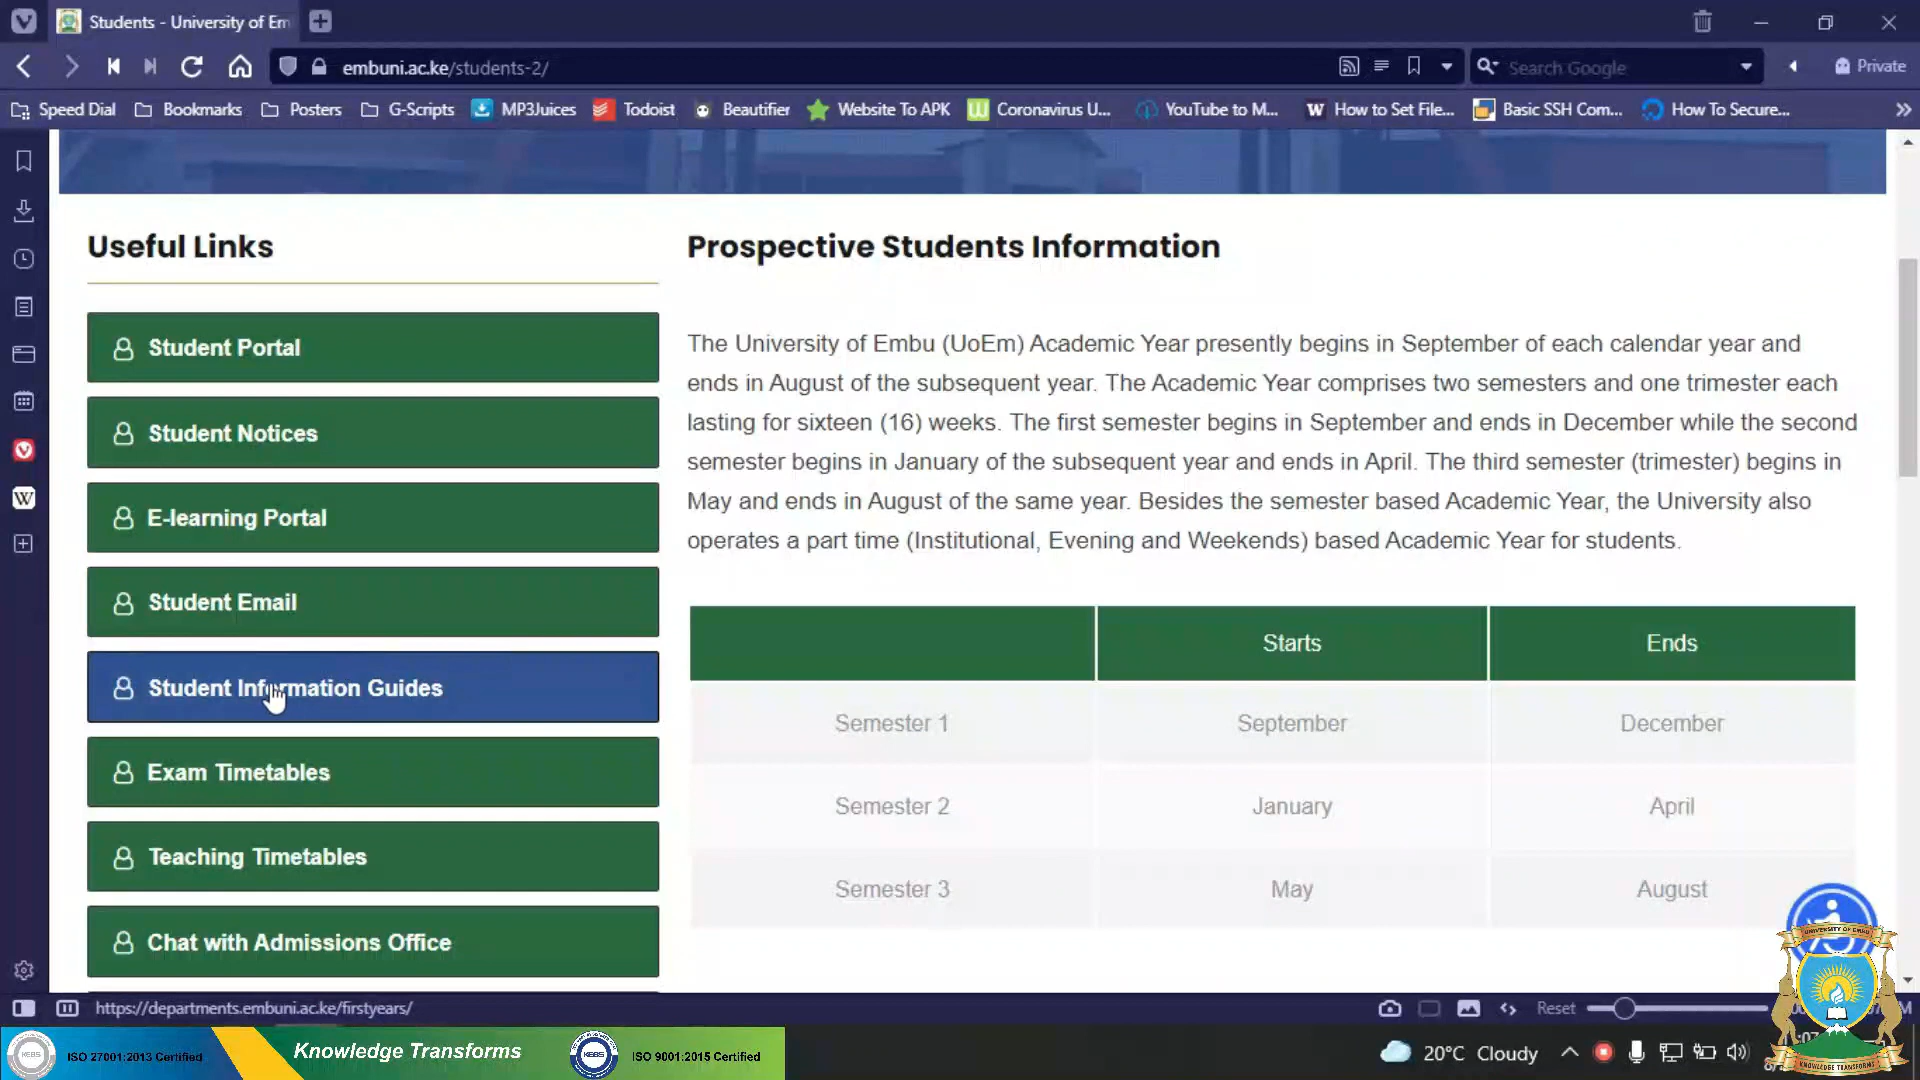 Students - University of Em
embuni.ac.ke/students-2/
Search Google
Private
Speed Dial
Bookmarks
Posters
G-Scripts
MP3Juices
Todoist
Beautifier
Website To APK
Coronavirus U...
YouTube to M...
W
How to Set File...
Basic SSH Com...
How To Secure...
Useful Links
Student Portal
Student Notices
E-learning Portal
Student Email
Student Information Guides
Exam Timetables
Teaching Timetables
Chat with Admissions Office
Prospective Students Information
The University of Embu (UoEm) Academic Year presently begins in September of each calendar year and
ends in August of the subsequent year. The Academic Year comprises two semesters and one trimester each
lasting for sixteen (16) weeks. The first semester begins in September and ends in December while the second
semester begins in January of the subsequent year and ends in April. The third semester (trimester) begins in
May and ends in August of the same year. Besides the semester based Academic Year, the University also
operates a part time (Institutional, Evening and Weekends) based Academic Year for students.
Starts Ends
Semester 1 September December
Semester 2 January April
Semester 3 May August
W
https://departments.embuni.ac.ke/firstyears/
Reset
KEBS
ISO 27001:2013 Certified
Knowledge Transforms
KEBS
ISO 9001:2015 Certified
20°C Cloudy
UNIVERSITY OF EMBU
KNOWLEDGE TRANSFORMS